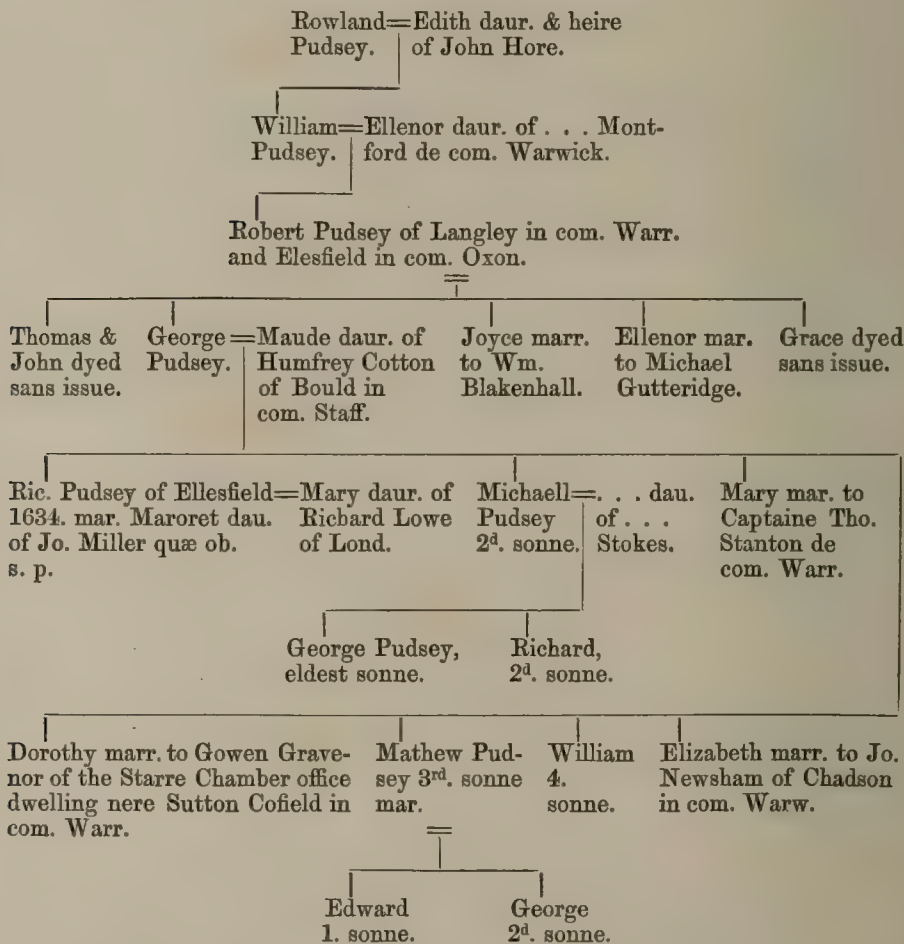 Rowland=Edith daur. & heire
Pudsey. of John Hore.
William=Ellenor daur. of . . . Mont-
Pudsey. ford de com. Warwick.
Robert Pudsey of Langley in com. Warr.
and Elesfield in com. Oxon.
=
Thomas &
John dyed
sans issue.
George=Maude daur. of
Pudsey. Humfrey Cotton
of Bould in
com. Staff.
Joyce marr.
to Wm.
Blakenhall.
Ellenor mar.
to Michael
Gutteridge.
Grace dyed
sans issue.
Ric. Pudsey of Ellesfield=Mary daur. of
1634. mar. Maroret dau. Richard Lowe
of Jo. Miller quæ ob. of Lond.
s. p.
Michaell=. . . dau.
Pudsey of . . .
2d. sonne. Stokes.
Mary mar. to
Captaine Tho.
Stanton de
com. Warr.
George Pudsey,
eldest sonne.
Richard,
2d. sonne.
Dorothy marr. to Gowen Grave-
nor of the Starre Chamber office
dwelling nere Sutton Cofield in
com. Warr.
Mathew Pud-
sey 3rd. sonne
mar.
=
William
4.
sonne.
Elizabeth marr. to Jo.
Newsham of Chadson
in com. Warw.
Edward
1. sonne.
George
2d. sonne.